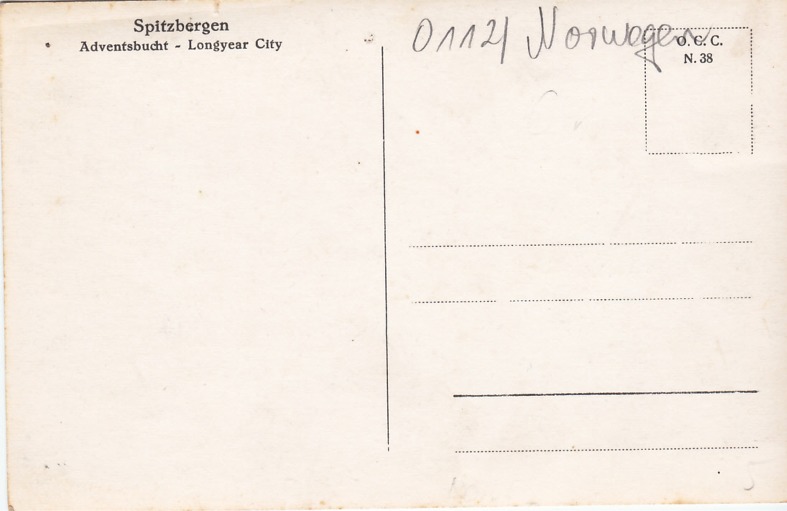 Spitzbergen
Adventsbucht - Longyear City
01121 Norwegen
O. C. C.
N. 38